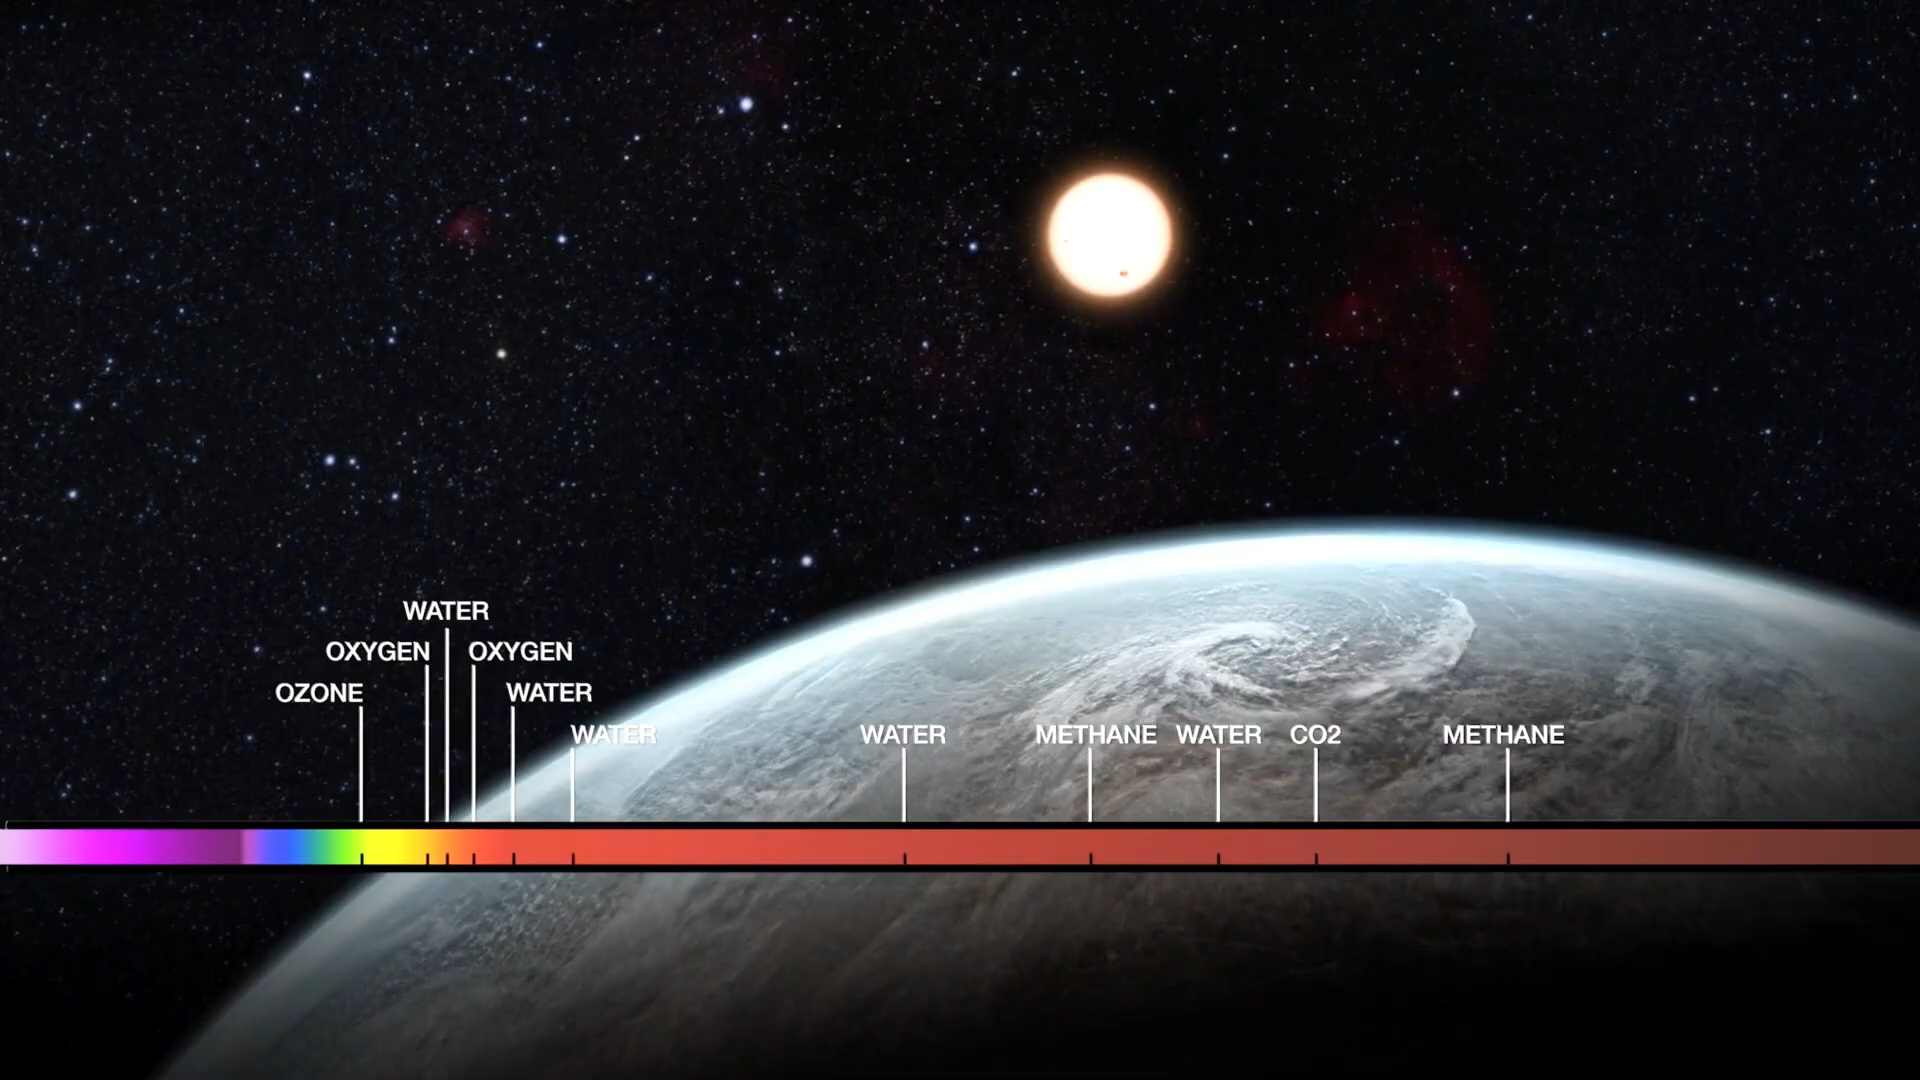 WATER
OXYGEN OXYGEN
OZONE WATER
WATER WATER METHANE WATER CO2 METHANE